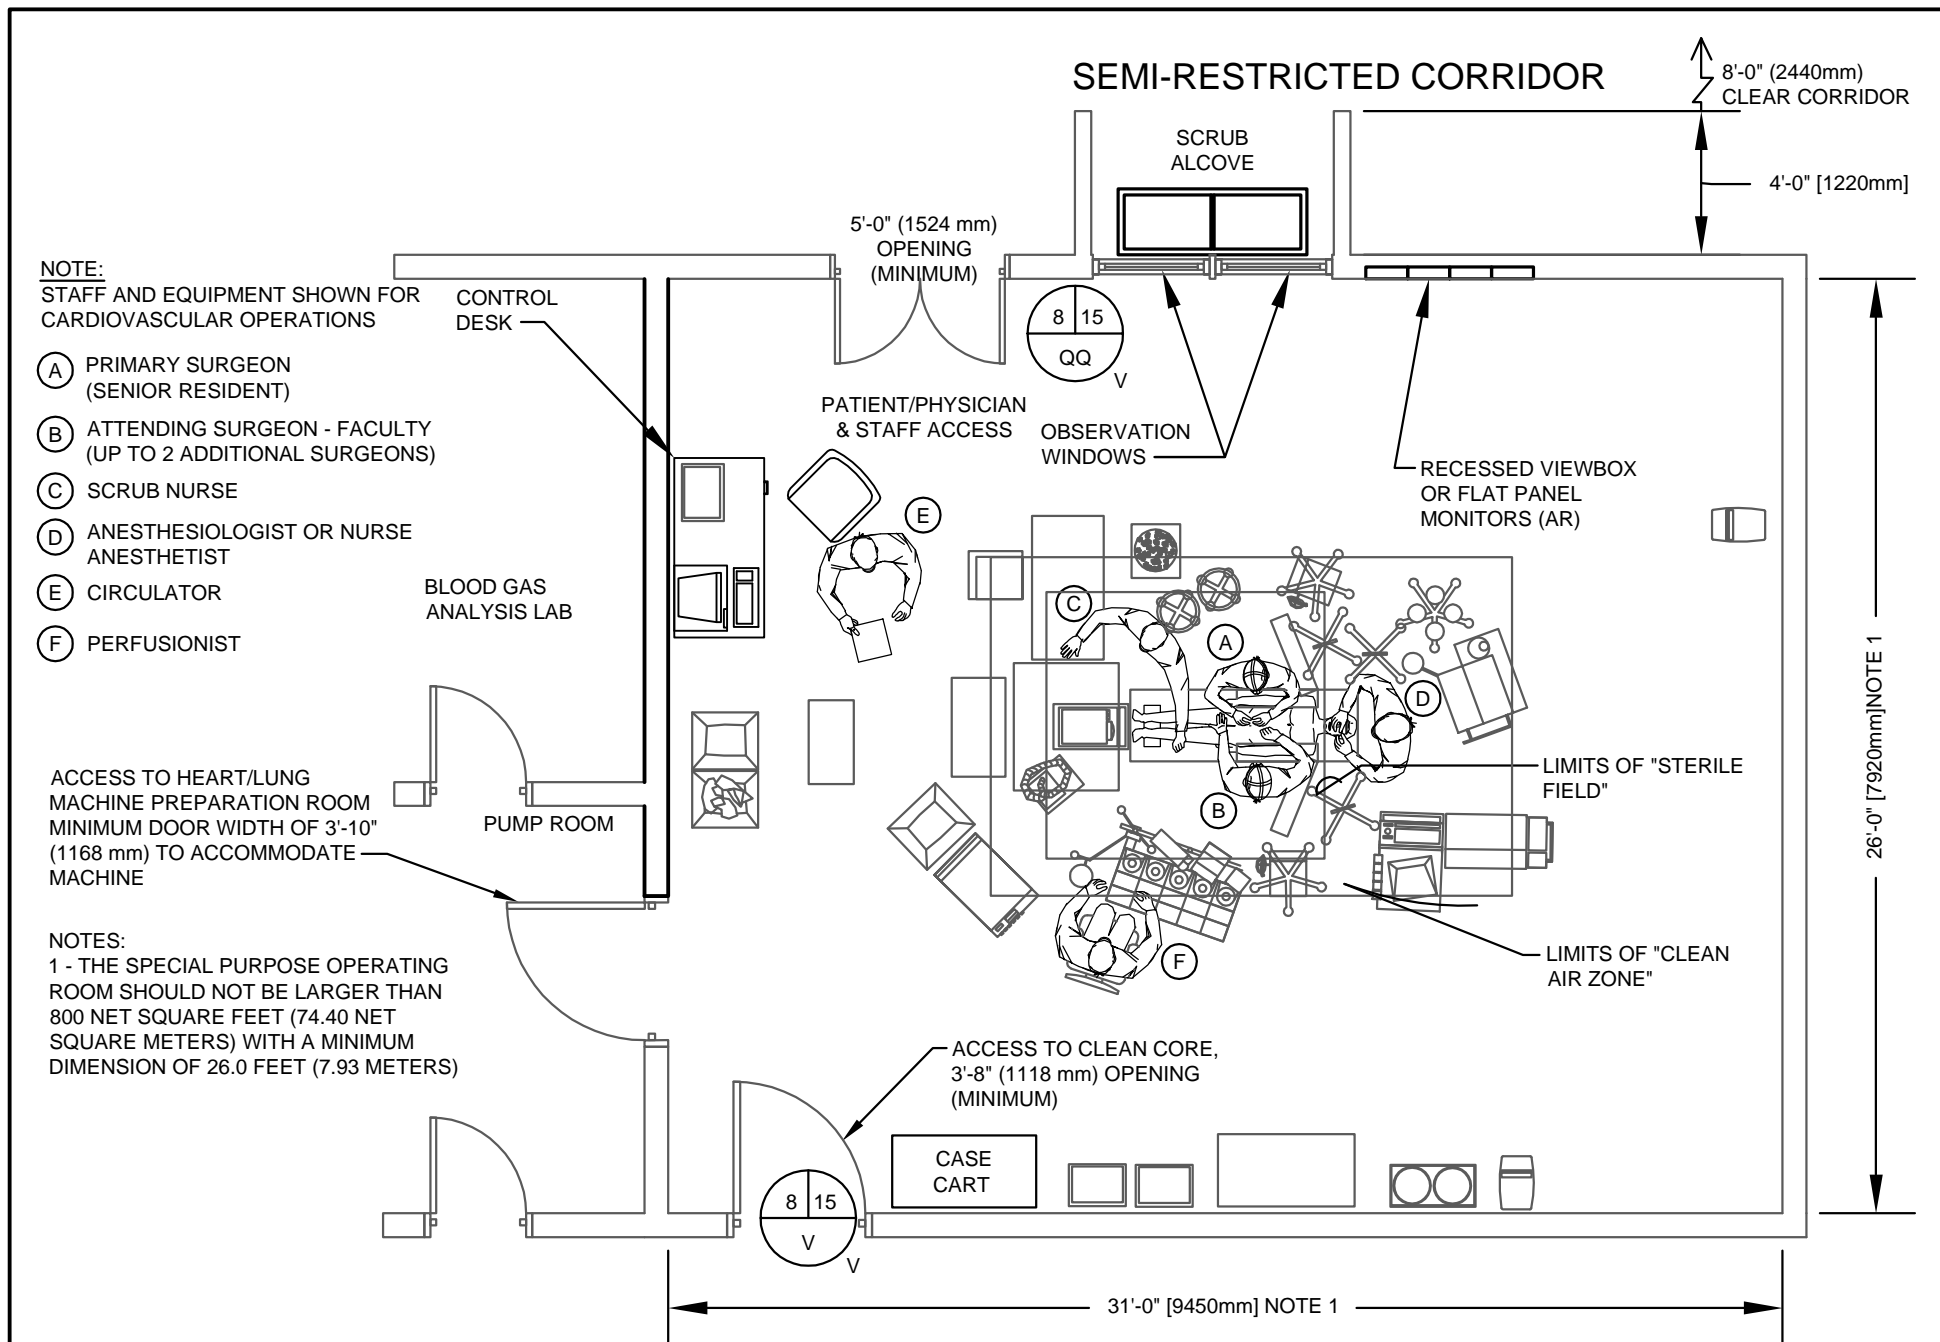 SEMI-RESTRICTED CORRIDOR
8'-0" (2440mm)
CLEAR CORRIDOR
SCRUB
ALCOVE
4'-0" [1220mm]
5'-0" (1524 mm)
OPENING
(MINIMUM)
NOTE:
STAFF AND EQUIPMENT SHOWN FOR
CARDIOVASCULAR OPERATIONS
A PRIMARY SURGEON
(SENIOR RESIDENT)
B ATTENDING SURGEON - FACULTY
(UP TO 2 ADDITIONAL SURGEONS)
C SCRUB NURSE
D ANESTHESIOLOGIST OR NURSE
ANESTHETIST
E CIRCULATOR
F PERFUSIONIST
CONTROL
DESK
8 15
QQ
V
PATIENT/PHYSICIAN
& STAFF ACCESS
OBSERVATION
WINDOWS
RECESSED VIEWBOX
OR FLAT PANEL
MONITORS (AR)
E
BLOOD GAS
ANALYSIS LAB
C
A
D
B
F
26'-0" [7920mm]NOTE 1
LIMITS OF "STERILE
FIELD"
LIMITS OF "CLEAN
AIR ZONE"
ACCESS TO HEART/LUNG
MACHINE PREPARATION ROOM
MINIMUM DOOR WIDTH OF 3'-10"
(1168 mm) TO ACCOMMODATE
MACHINE
PUMP ROOM
NOTES:
1 - THE SPECIAL PURPOSE OPERATING
ROOM SHOULD NOT BE LARGER THAN
800 NET SQUARE FEET (74.40 NET
SQUARE METERS) WITH A MINIMUM
DIMENSION OF 26.0 FEET (7.93 METERS)
ACCESS TO CLEAN CORE,
3'-8" (1118 mm) OPENING
(MINIMUM)
CASE
CART
8 15
V
V
31'-0" [9450mm] NOTE 1